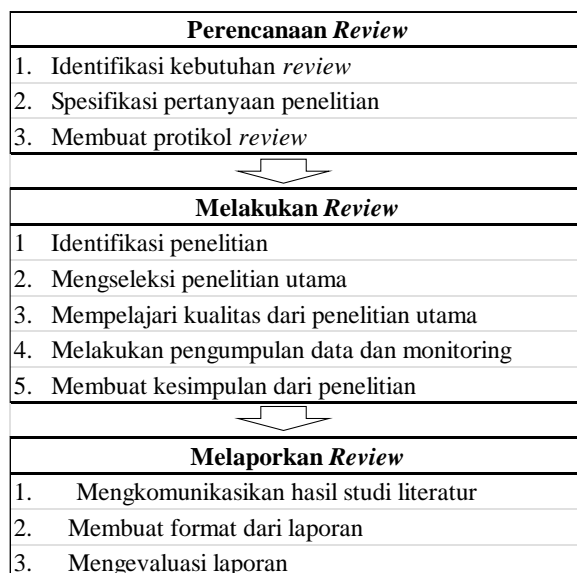 Perencanaan Review
1. Identifikasi kebutuhan review
2. Spesifikasi pertanyaan penelitian
3. Membuat protikol review
Melakukan Review
1 Identifikasi penelitian
2. Mengseleksi penelitian utama
3. Mempelajari kualitas dari penelitian utama
4. Melakukan pengumpulan data dan monitoring
5. Membuat kesimpulan dari penelitian
Melaporkan Review
1. Mengkomunikasikan hasil studi literatur
2. Membuat format dari laporan
3. Mengevaluasi laporan